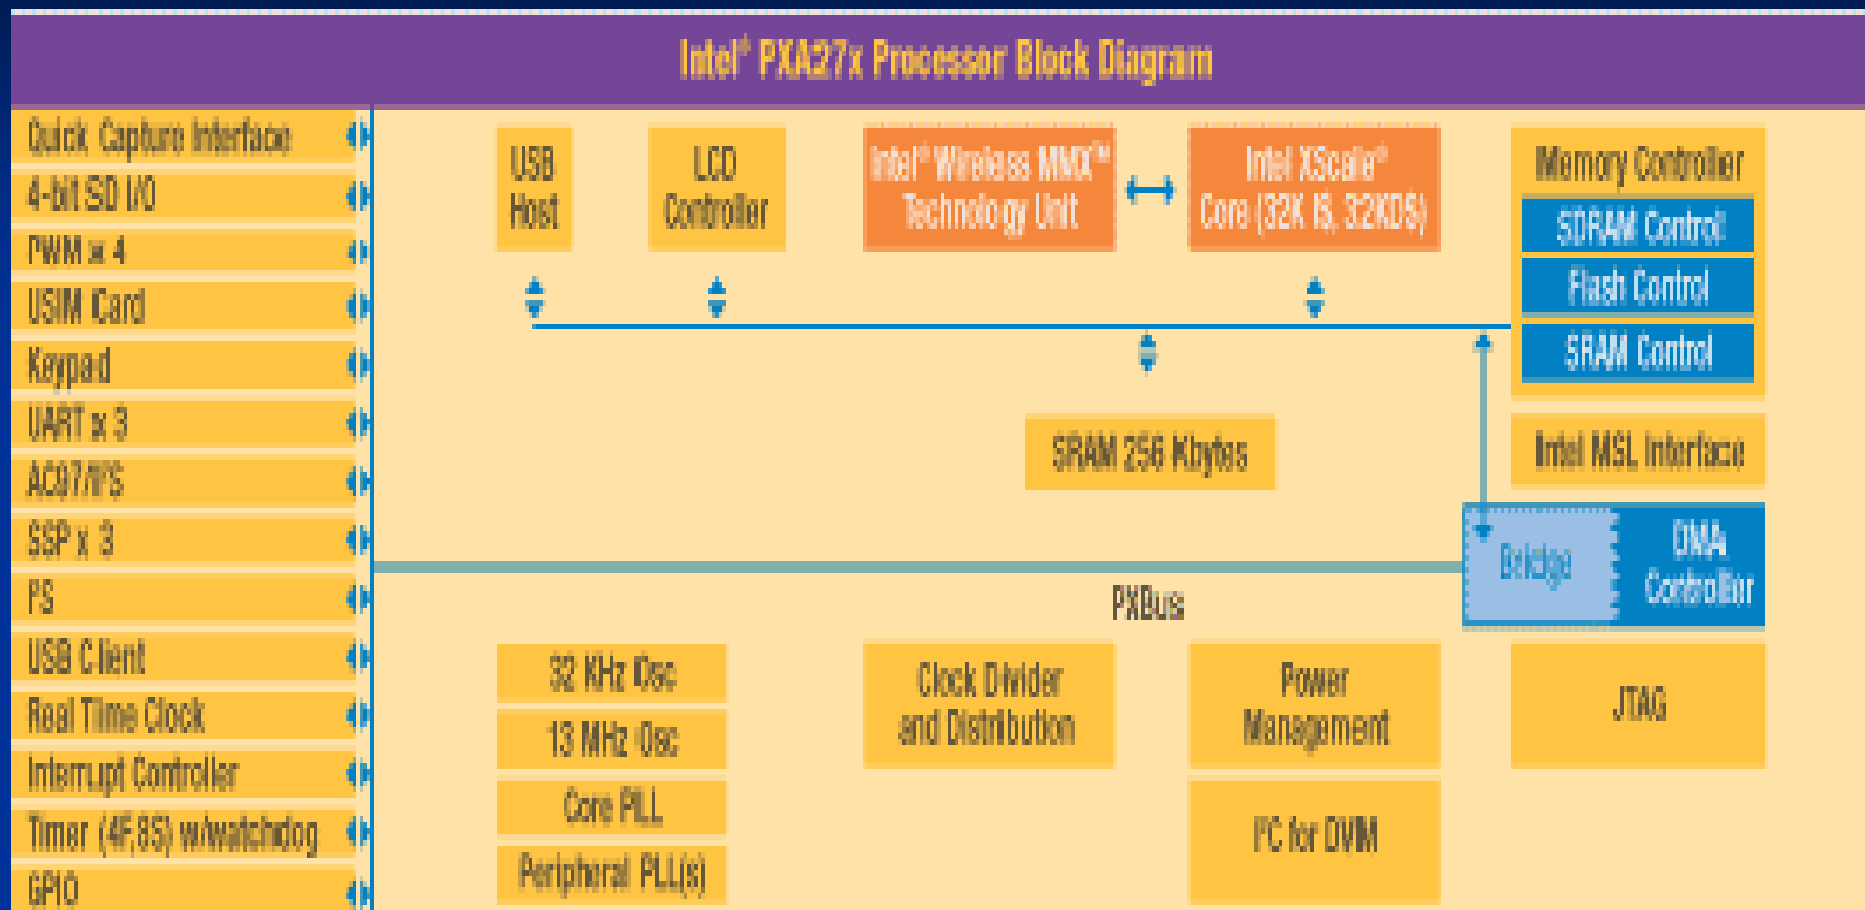 Intel® PXA27x Processor Block Diagram
Quick Capture Interface
4-bit SD I/O
PWM x 4
USIM Card
Keypad
UART x 3
AC97/I²S
SSP x 3
I²S
USB Client
Real Time Clock
Interrupt Controller
Timer (4F,8S) w/watchdog
GPIO
USB
Host
LCD
Controller
Intel® Wireless MMX™
Technology Unit
Intel XScale®
Core (32K I$, 32KD$)
Memory Controller
SDRAM Control
Flash Control
SRAM Control
SRAM 256 Kbytes
Intel MSL Interface
Bridge
DMA
Controller
PXBus
32 KHz Osc
13 MHz Osc
Core PLL
Peripheral PLL(s)
Clock Divider
and Distribution
Power
Management
I²C for DVM
JTAG